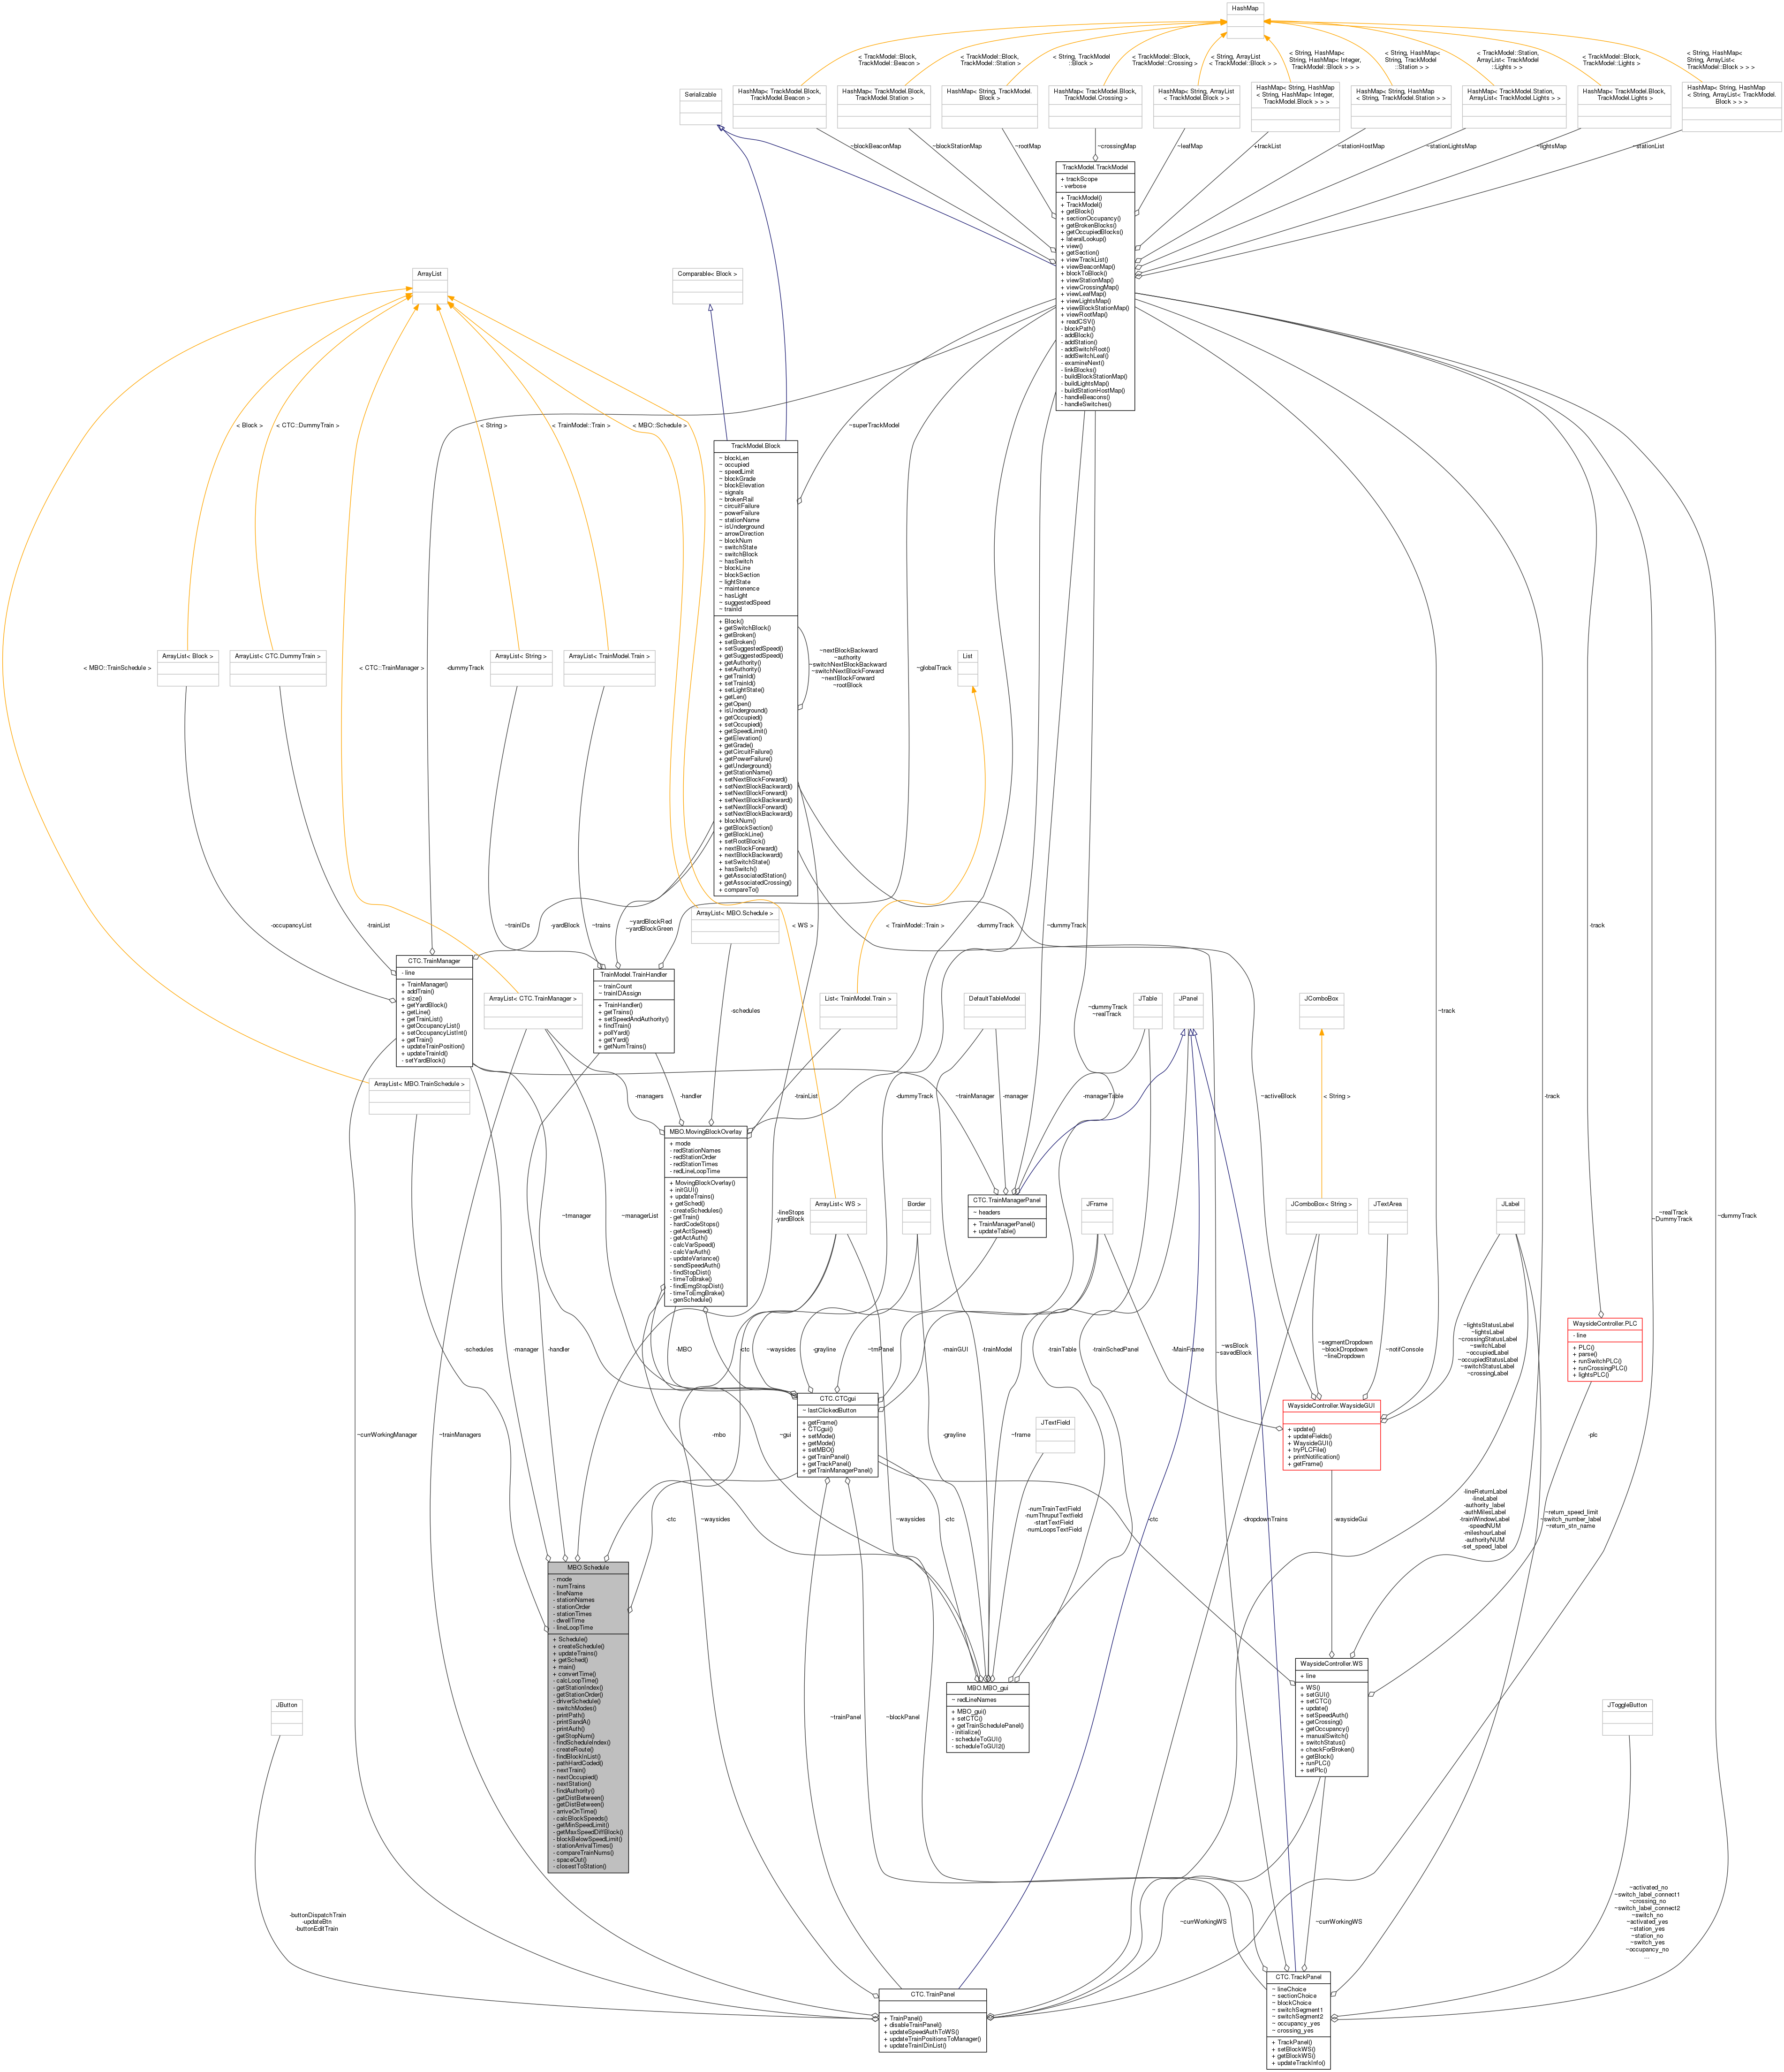 HashMap
< TrackModel::Block,
TrackModel::Beacon >
< TrackModel::Block,
TrackModel::Station >
< String, TrackModel
::Block >
< TrackModel::Block,
TrackModel::Crossing >
< String, ArrayList
< TrackModel::Block > >
< String, HashMap<
String, HashMap< Integer,
TrackModel::Block > > >
< String, HashMap<
String, TrackModel
::Station > >
< TrackModel::Station,
ArrayList< TrackModel
::Lights > >
< TrackModel::Block,
TrackModel::Lights >
< String, HashMap<
String, ArrayList<
TrackModel::Block > > >
Serializable
HashMap< TrackModel.Block,
TrackModel.Beacon >
HashMap< TrackModel.Block,
TrackModel.Station >
HashMap< String, TrackModel.
Block >
HashMap< TrackModel.Block,
TrackModel.Crossing >
HashMap< String, ArrayList
< TrackModel.Block > >
HashMap< String, HashMap
< String, HashMap< Integer,
TrackModel.Block > > >
HashMap< String, HashMap
< String, TrackModel.Station > >
HashMap< TrackModel.Station,
ArrayList< TrackModel.Lights > >
HashMap< TrackModel.Block,
TrackModel.Lights >
HashMap< String, HashMap
< String, ArrayList< TrackModel.
Block > > >
~blockBeaconMap
~blockStationMap
~rootMap
~crossingMap
~leafMap
+trackList
~stationHostMap
~stationLightsMap
~lightsMap
~stationList
TrackModel.TrackModel
+ trackScope
- verbose
+ TrackModel()
+ TrackModel()
+ getBlock()
+ sectionOccupancy()
+ getBrokenBlocks()
+ getOccupiedBlocks()
+ lateralLookup()
+ view()
+ getSection()
+ viewTrackList()
+ viewBeaconMap()
+ blockToBlock()
+ viewStationMap()
+ viewCrossingMap()
+ viewLeafMap()
+ viewLightsMap()
+ viewBlockStationMap()
+ viewRootMap()
+ readCSV()
- blockPath()
- addBlock()
- addStation()
- addSwitchRoot()
- addSwitchLeaf()
- examineNext()
- linkBlocks()
- buildBlockStationMap()
- buildLightsMap()
- buildStationHostMap()
- handleBeacons()
- handleSwitches()
ArrayList
Comparable< Block >
< Block >
< CTC::DummyTrain >
< String >
< TrainModel::Train >
< MBO::Schedule >
~superTrackModel
TrackModel.Block
~ blockLen
~ occupied
~ speedLimit
~ blockGrade
~ blockElevation
~ signals
~ brokenRail
~ circuitFailure
~ powerFailure
~ stationName
~ isUnderground
~ arrowDirection
~ blockNum
~ switchState
~ switchBlock
~ hasSwitch
~ blockLine
~ blockSection
~ lightState
~ maintenence
~ hasLight
~ suggestedSpeed
~ trainId
+ Block()
+ getSwitchBlock()
+ getBroken()
+ setBroken()
+ setSuggestedSpeed()
+ getSuggestedSpeed()
+ getAuthority()
+ setAuthority()
+ getTrainId()
+ setTrainId()
+ setLightState()
+ getLen()
+ getOpen()
+ isUnderground()
+ getOccupied()
+ setOccupied()
+ getSpeedLimit()
+ getElevation()
+ getGrade()
+ getCircuitFailure()
+ getPowerFailure()
+ getUnderground()
+ getStationName()
+ setNextBlockForward()
+ setNextBlockBackward()
+ setNextBlockForward()
+ setNextBlockBackward()
+ setNextBlockForward()
+ setNextBlockBackward()
+ blockNum()
+ getBlockSection()
+ getBlockLine()
+ setRootBlock()
+ nextBlockForward()
+ nextBlockBackward()
+ setSwitchState()
+ hasSwitch()
+ getAssociatedStation()
+ getAssociatedCrossing()
+ compareTo()
~nextBlockBackward
~authority
~switchNextBlockBackward
~switchNextBlockForward
~nextBlockForward
~rootBlock
< MBO::TrainSchedule >
ArrayList< Block >
ArrayList< CTC.DummyTrain >
< CTC::TrainManager >
-dummyTrack
ArrayList< String >
ArrayList< TrainModel.Train >
~globalTrack
List
-occupancyList
-trainList
~trainIDs
-yardBlock
~trains
~yardBlockRed
~yardBlockGreen
ArrayList< MBO.Schedule >
< WS >
< TrainModel::Train >
-dummyTrack
~dummyTrack
-track
CTC.TrainManager
- line
+ TrainManager()
+ addTrain()
+ size()
+ getYardBlock()
+ getLine()
+ getTrainList()
+ getOccupancyList()
+ setOccupancyListInt()
+ getTrain()
+ updateTrainPosition()
+ updateTrainId()
- setYardBlock()
ArrayList< CTC.TrainManager >
TrainModel.TrainHandler
~ trainCount
~ trainIDAssign
+ TrainHandler()
+ getTrains()
+ setSpeedAndAuthority()
+ findTrain()
+ pollYard()
+ getYard()
+ getNumTrains()
-schedules
List< TrainModel.Train >
DefaultTableModel
~dummyTrack
~realTrack
JTable
JPanel
JComboBox
~track
ArrayList< MBO.TrainSchedule >
-managers
-handler
-trainList
-dummyTrack
~trainManager
-manager
-managerTable
~activeBlock
< String >
-track
MBO.MovingBlockOverlay
+ mode
- redStationNames
- redStationOrder
- redStationTimes
- redLineLoopTime
+ MovingBlockOverlay()
+ initGUI()
+ updateTrains()
+ getSched()
- createSchedules()
- getTrain()
- hardCodeStops()
- getActSpeed()
- getActAuth()
- calcVarSpeed()
- calcVarAuth()
- updateVariance()
- sendSpeedAuth()
- findStopDist()
- timeToBrake()
- findEmgStopDist()
- timeToEmgBrake()
- genSchedule()
~tmanager
~managerList
-lineStops
-yardBlock
ArrayList< WS >
Border
CTC.TrainManagerPanel
~ headers
+ TrainManagerPanel()
+ updateTable()
JFrame
JComboBox< String >
JTextArea
JLabel
~realTrack
~DummyTrack
~dummyTrack
-schedules
-manager
-handler
-MBO
-ctc
~waysides
-grayline
~tmPanel
-mainGUI
-trainModel
-trainTable
-trainSchedPanel
~wsBlock
~savedBlock
-MainFrame
~segmentDropdown
~blockDropdown
~lineDropdown
~notifConsole
~lightsStatusLabel
~lightsLabel
~crossingStatusLabel
~switchLabel
~occupiedLabel
~occupiedStatusLabel
~switchStatusLabel
~crossingLabel
WaysideController.PLC
- line
+ PLC()
+ parse()
+ runSwitchPLC()
+ runCrossingPLC()
+ lightsPLC()
CTC.CTCgui
~ lastClickedButton
+ getFrame()
+ CTCgui()
+ setMode()
+ getMode()
+ setMBO()
+ getTrainPanel()
+ getTrackPanel()
+ getTrainManagerPanel()
WaysideController.WaysideGUI
+ update()
+ updateFields()
+ WaysideGUI()
+ tryPLCFile()
+ printNotification()
+ getFrame()
~currWorkingManager
~trainManagers
-mbo
~gui
-grayline
~frame
JTextField
-plc
-ctc
~waysides
~waysides
-ctc
-numTrainTextField
-numThruputTextfield
-startTextField
-numLoopsTextField
-ctc
-dropdownTrains
-waysideGui
-lineReturnLabel
-lineLabel
-authority_label
-authMilesLabel
-trainWindowLabel
-speedNUM
-mileshourLabel
-authorityNUM
-set_speed_label
~return_speed_limit
~switch_number_label
~return_stn_name
MBO.Schedule
- mode
- numTrains
- lineName
- stationNames
- stationOrder
- stationTimes
- dwellTime
- lineLoopTime
+ Schedule()
+ createSchedule()
+ updateTrains()
+ getSched()
+ main()
+ convertTime()
- calcLoopTime()
- getStationIndex()
- getStationOrder()
- driverSchedule()
- switchModes()
- printPath()
- printSandA()
- printAuth()
- getStopNum()
- findScheduleIndex()
- createRoute()
- findBlockInList()
- pathHardCoded()
- nextTrain()
- nextOccupied()
- nextStation()
- findAuthority()
- getDistBetween()
- getDistBetween()
- arriveOnTime()
- calcBlockSpeeds()
- getMinSpeedLimit()
- getMaxSpeedDiffBlock()
- blockBelowSpeedLimit()
- stationArrivalTimes()
- compareTrainNums()
- spaceOut()
- closestToStation()
WaysideController.WS
+ line
+ WS()
+ setGUI()
+ setCTC()
+ update()
+ setSpeedAuth()
+ getCrossing()
+ getOccupancy()
+ manualSwitch()
+ switchStatus()
+ checkForBroken()
+ getBlock()
+ runPLC()
+ setPlc()
MBO.MBO_gui
~ redLineNames
+ MBO_gui()
+ setCTC()
+ getTrainSchedulePanel()
- initialize()
- scheduleToGUI()
- scheduleToGUI2()
JButton
~trainPanel
~blockPanel
JToggleButton
-buttonDispatchTrain
-updateBtn
-buttonEditTrain
~currWorkingWS
~currWorkingWS
~activated_no
~switch_label_connect1
~crossing_no
~switch_label_connect2
~switch_no
~activated_yes
~station_yes
~station_no
~switch_yes
~occupancy_no
...
CTC.TrainPanel
+ TrainPanel()
+ disableTrainPanel()
+ updateSpeedAuthToWS()
+ updateTrainPositionsToManager()
+ updateTrainIDinList()
CTC.TrackPanel
~ lineChoice
~ sectionChoice
~ blockChoice
~ switchSegment1
~ switchSegment2
~ occupancy_yes
~ crossing_yes
+ TrackPanel()
+ setBlockWS()
+ getBlockWS()
+ updateTrackInfo()